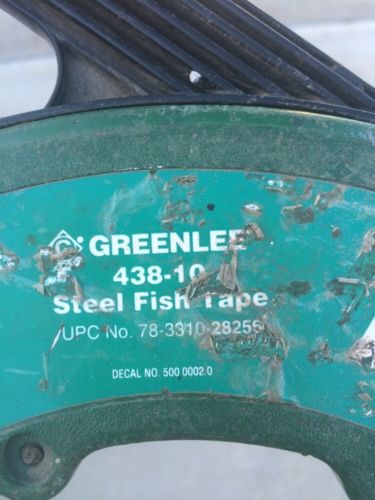 GREENLEE
438-10
Steel Fish Tape
UPC No. 78-3310-28256
DECAL NO. 500 0002.0